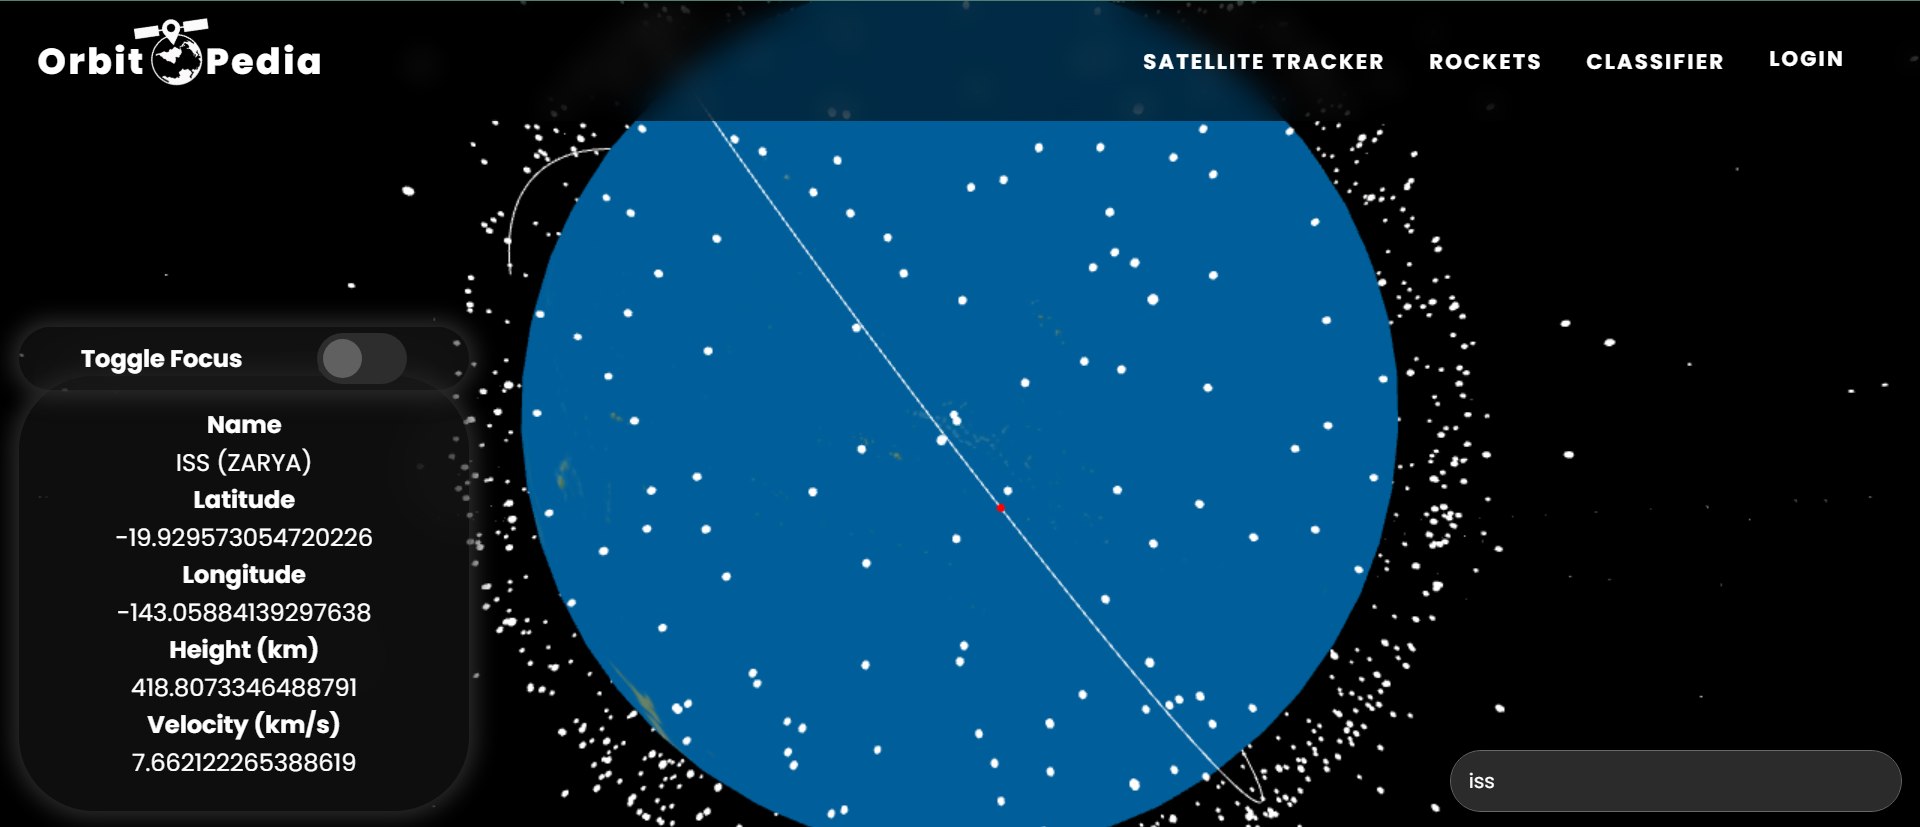 Orbit Pedia
SATELLITE TRACKER ROCKETS CLASSIFIER LOGIN
Toggle Focus
Name
ISS (ZARYA)
Latitude
-19.929573054720226
Longitude
-143.05884139297638
Height (km)
418.8073346488791
Velocity (km/s)
7.662122265388619
iss